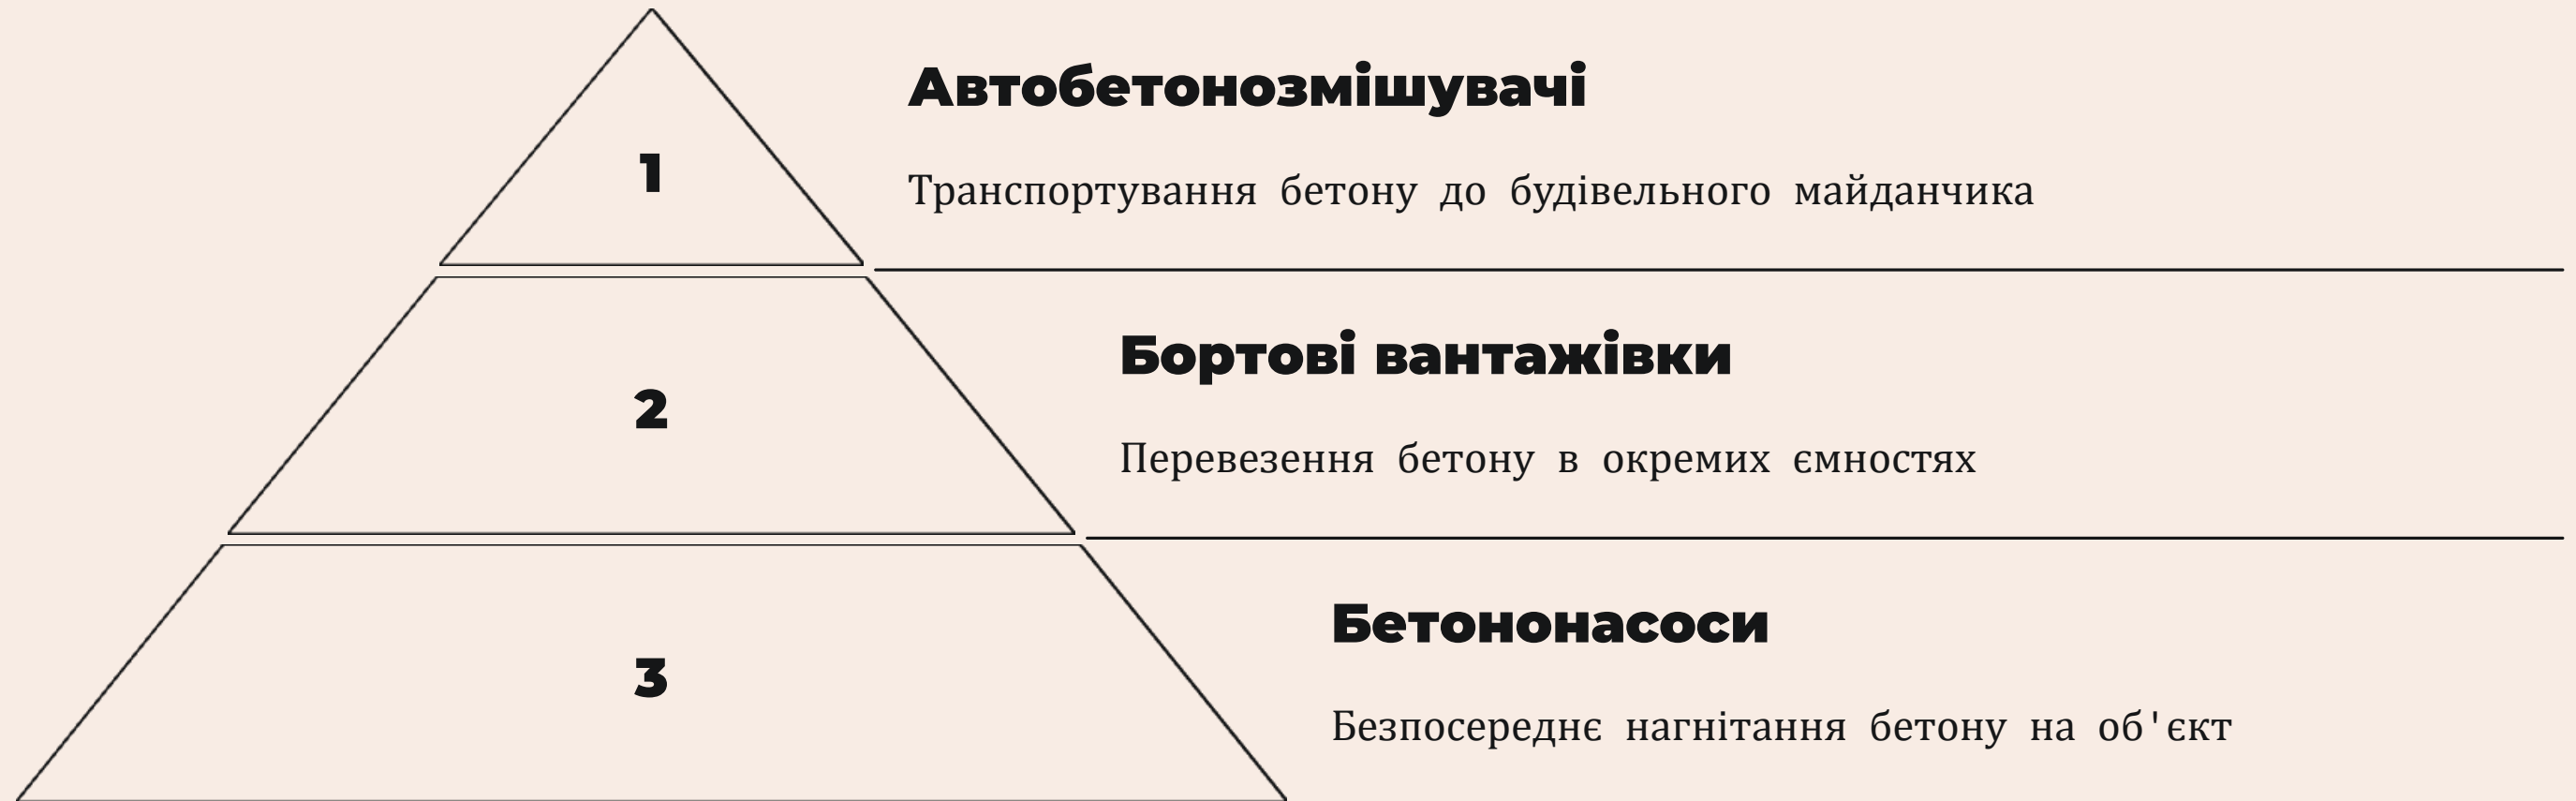 1
Автобетонозмішувачі
Транспортування бетону до будівельного майданчика
2
Бортові вантажівки
Перевезення бетону в окремих ємностях
3
Бетононасоси
Безпосереднє нагнітання бетону на об'єкт